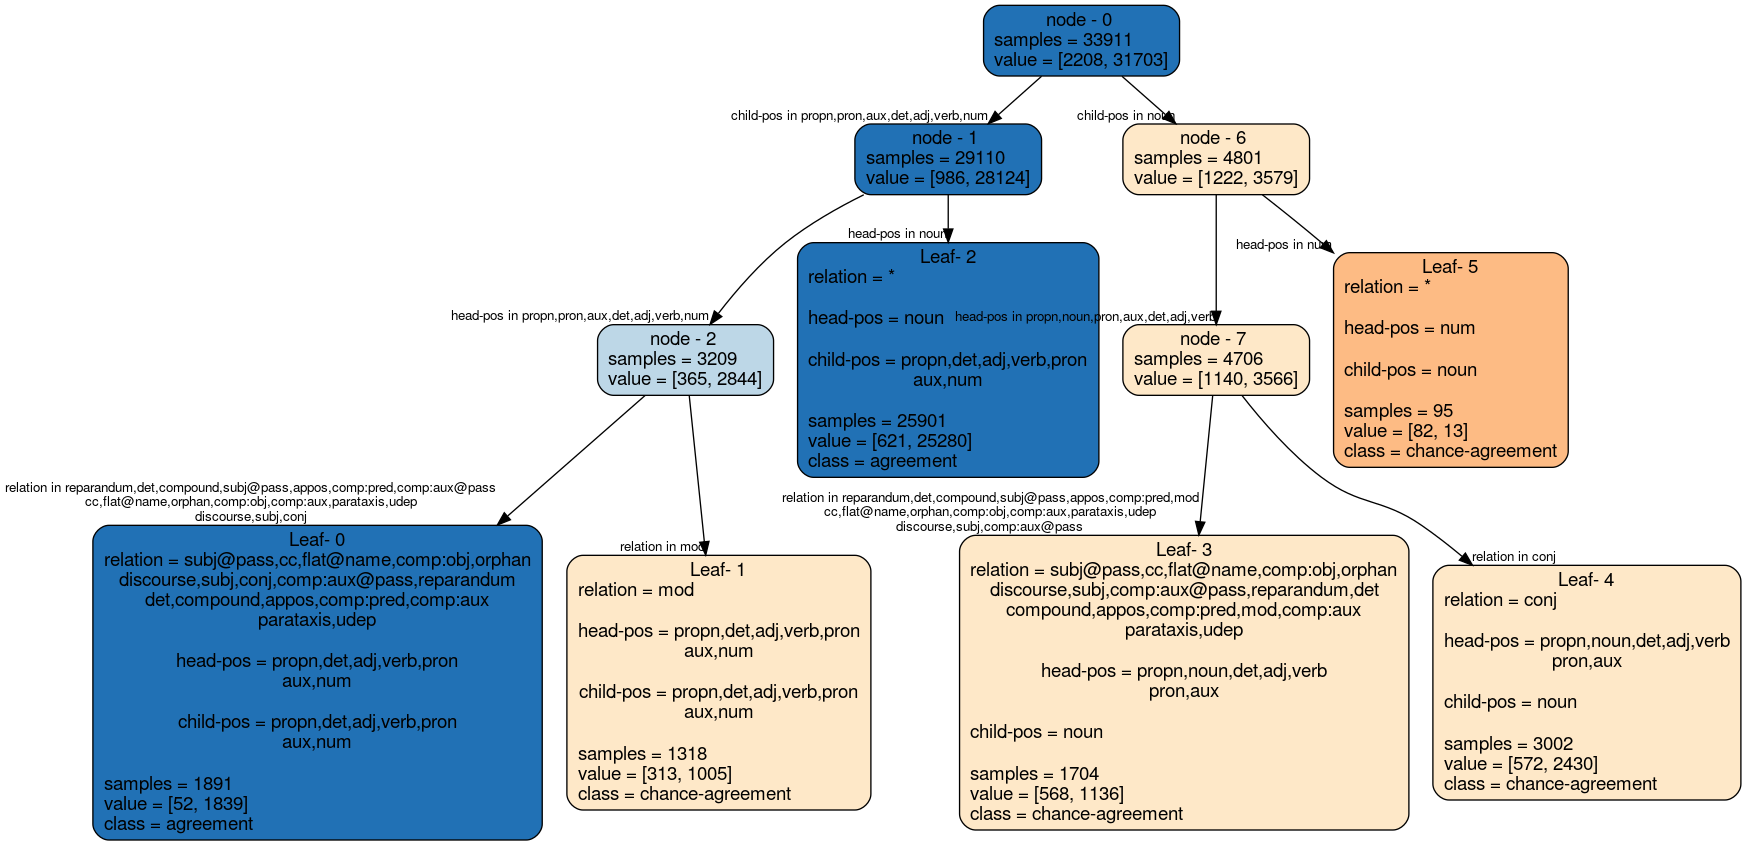 node - 0
samples = 33911
value = [2208, 31703]
child-pos in propn,pron,aux,det,adj,verb,num
child-pos in noun
node - 1
samples = 29110
value = [986, 28124]
node - 6
samples = 4801
value = [1222, 3579]
head-pos in propn,pron,aux,det,adj,verb,num
head-pos in noun
head-pos in propn,noun,pron,aux,det,adj,verb
head-pos in num
node - 2
samples = 3209
value = [365, 2844]
Leaf- 2
relation = *
head-pos = noun
child-pos = propn,det,adj,verb,pron
aux,num
samples = 25901
value = [621, 25280]
class = agreement
node - 7
samples = 4706
value = [1140, 3566]
Leaf- 5
relation = *
head-pos = num
child-pos = noun
samples = 95
value = [82, 13]
class = chance-agreement
relation in reparandum,det,compound,subj@pass,appos,comp:pred,comp:aux@pass
cc,flat@name,orphan,comp:obj,comp:aux,parataxis,udep
discourse,subj,conj
relation in mod
relation in reparandum,det,compound,subj@pass,appos,comp:pred,mod
cc,flat@name,orphan,comp:obj,comp:aux,parataxis,udep
discourse,subj,comp:aux@pass
relation in conj
Leaf- 0
relation = subj@pass,cc,flat@name,comp:obj,orphan
discourse,subj,conj,comp:aux@pass,reparandum
det,compound,appos,comp:pred,comp:aux
parataxis,udep
head-pos = propn,det,adj,verb,pron
aux,num
child-pos = propn,det,adj,verb,pron
aux,num
samples = 1891
value = [52, 1839]
class = agreement
Leaf- 1
relation = mod
head-pos = propn,det,adj,verb,pron
aux,num
child-pos = propn,det,adj,verb,pron
aux,num
samples = 1318
value = [313, 1005]
class = chance-agreement
Leaf- 3
relation = subj@pass,cc,flat@name,comp:obj,orphan
discourse,subj,comp:aux@pass,reparandum,det
compound,appos,comp:pred,mod,comp:aux
parataxis,udep
head-pos = propn,noun,det,adj,verb
pron,aux
child-pos = noun
samples = 1704
value = [568, 1136]
class = chance-agreement
Leaf- 4
relation = conj
head-pos = propn,noun,det,adj,verb
pron,aux
child-pos = noun
samples = 3002
value = [572, 2430]
class = chance-agreement